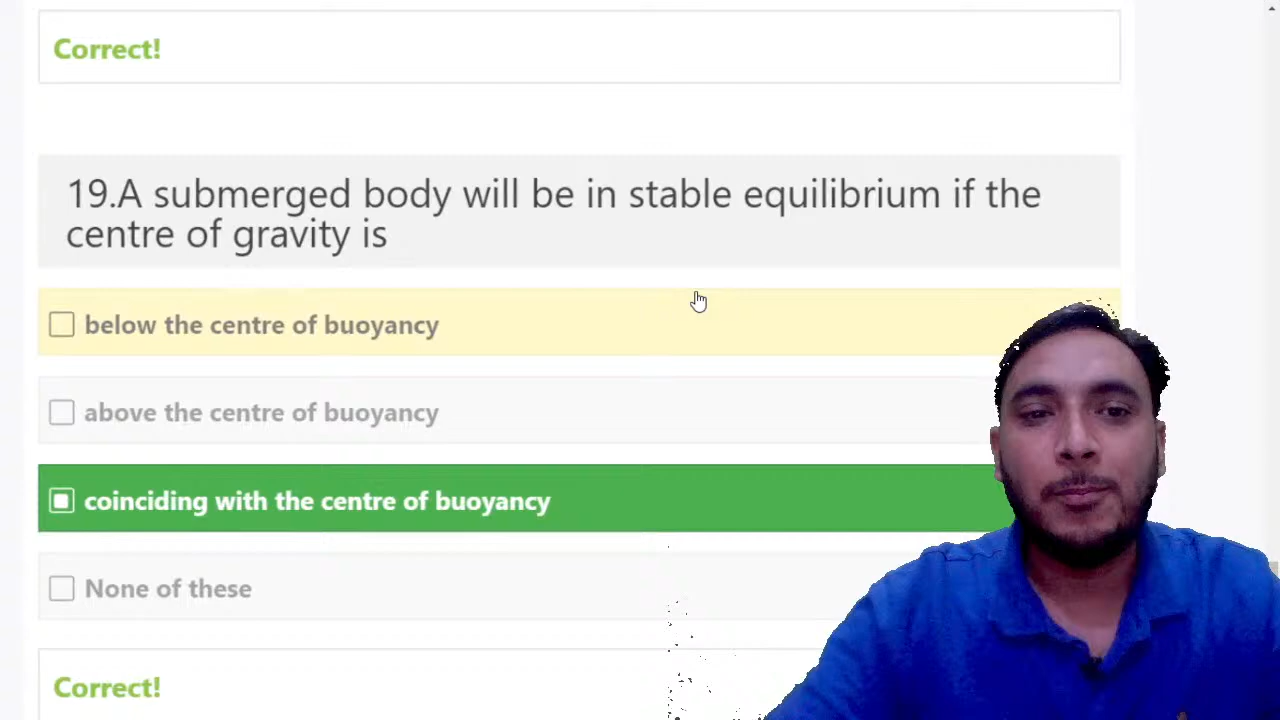 Correct!
19.A submerged body will be in stable equilibrium if the
centre of gravity is
below the centre of buoyancy
above the centre of buoyancy
coinciding with the centre of buoyancy
None of these
Correct!